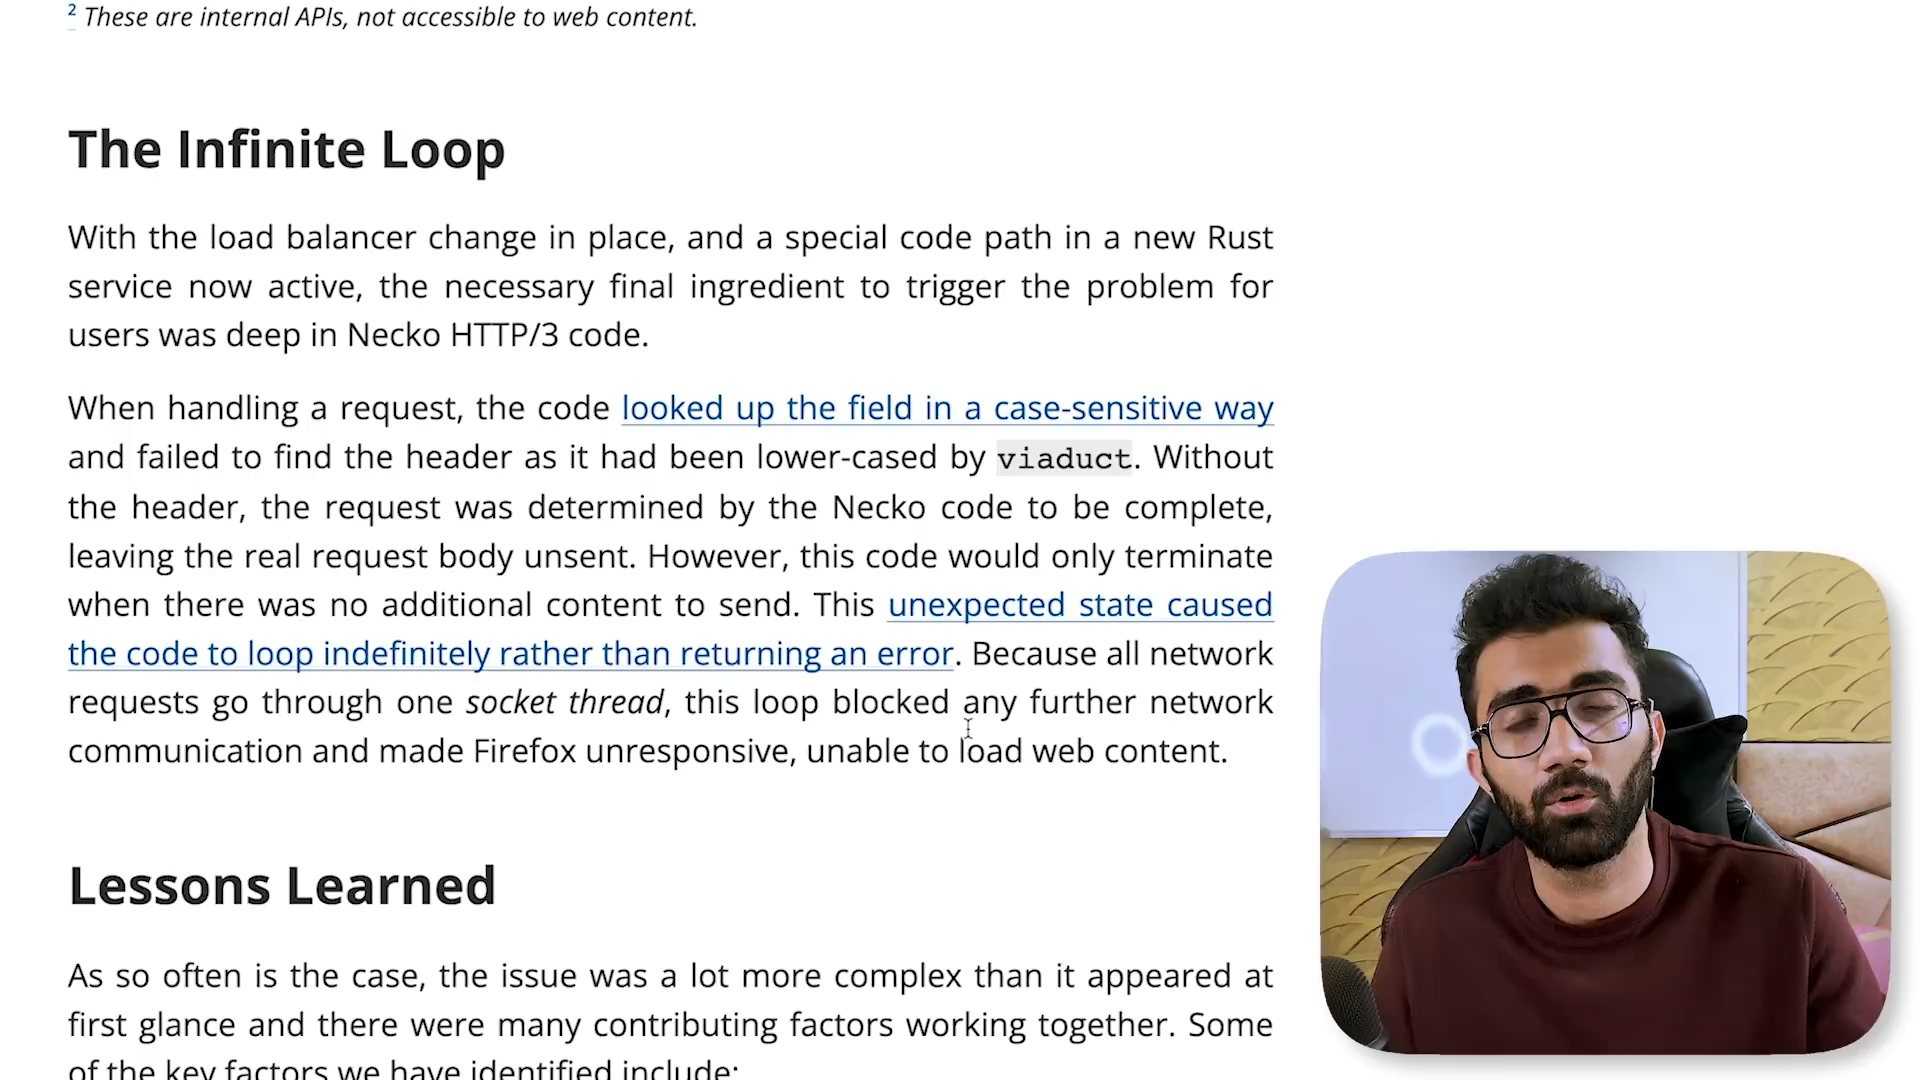 2 These are internal APIs, not accessible to web content.
The Infinite Loop
With the load balancer change in place, and a special code path in a new Rust
service now active, the necessary final ingredient to trigger the problem for
users was deep in Necko HTTP/3 code.
When handling a request, the code looked up the field in a case-sensitive way
and failed to find the header as it had been lower-cased by viaduct. Without
the header, the request was determined by the Necko code to be complete,
leaving the real request body unsent. However, this code would only terminate
when there was no additional content to send. This unexpected state caused
the code to loop indefinitely rather than returning an error. Because all network
requests go through one socket thread, this loop blocked any further network
communication and made Firefox unresponsive, unable to load web content.
Lessons Learned
As so often is the case, the issue was a lot more complex than it appeared at
first glance and there were many contributing factors working together. Some
of the key factors we have identified include: